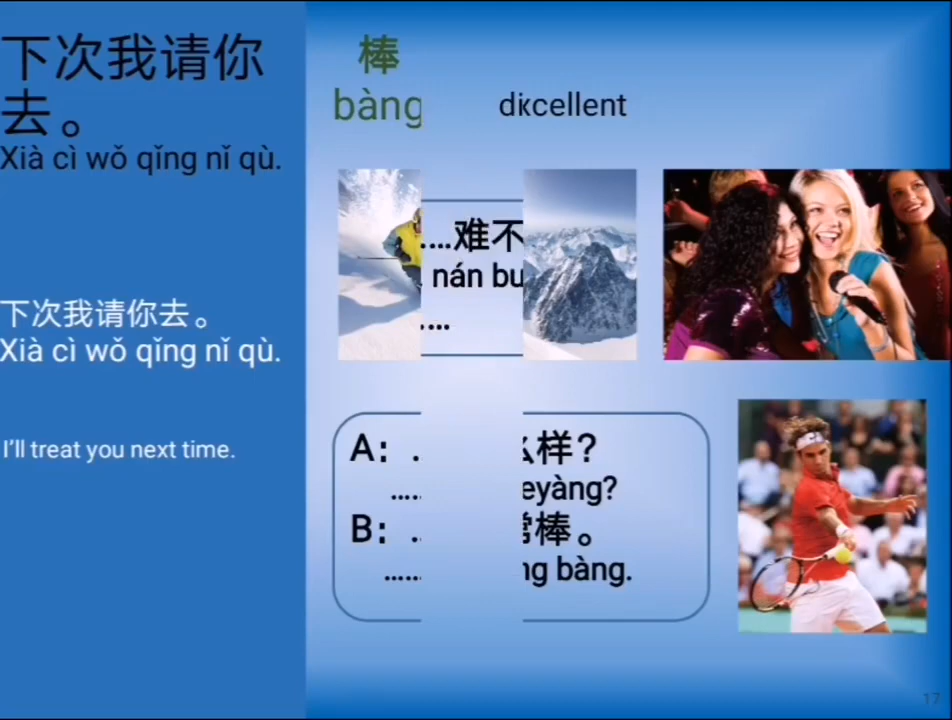 下次我请你
去。
Xià cì wǒ qǐng nǐ qù.
下次我请你去。
Xià cì wǒ qǐng nǐ qù.
I'll treat you next time.
棒
bàng
cellent
...难不
nán bu
....
A: .
么样?
.... eyàng?
B: ..
常棒。
...... ng bàng.
17